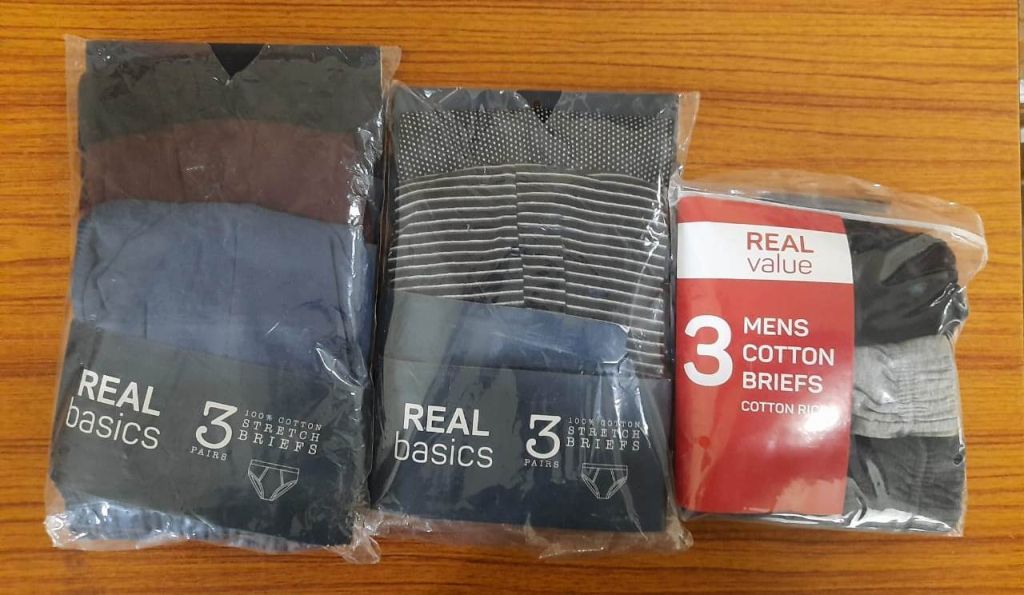 REAL
basics
3
PAIRS
100% COTTON
STRETCH
BRIEFS
REAL
basics
3
PAIRS
100% COTTON
STRETCH
BRIEFS
REAL
value
3
MENS
COTTON
BRIEFS
COTTON